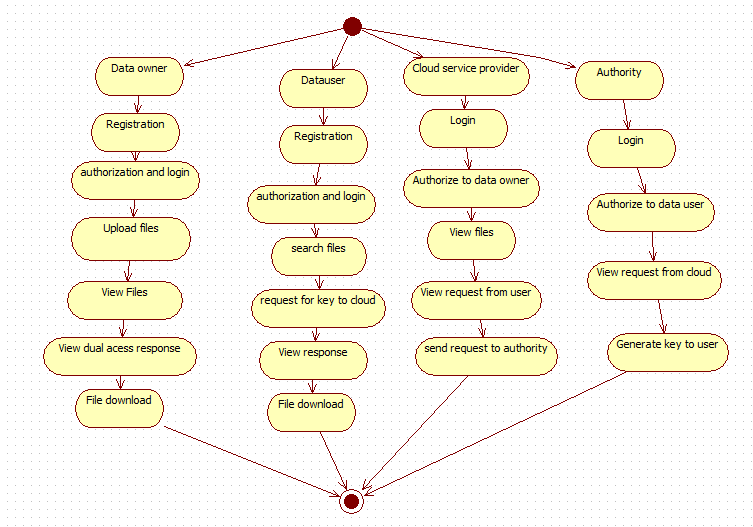 Data owner
Registration
authorization and login
Upload files
View Files
View dual acess response
File download
Datauser
Registration
authorization and login
search files
request for key to cloud
View response
File download
Cloud service provider
Login
Authorize to data owner
View files
View request from user
send request to authority
Authority
Login
Authorize to data user
View request from cloud
Generate key to user